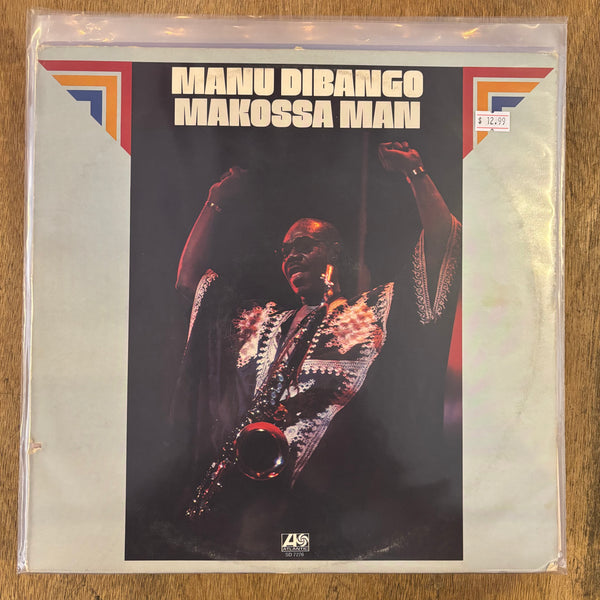 MANU DIBANGO
MAKOSSA MAN
$ 12.99
ATLANTIC
SD 7276